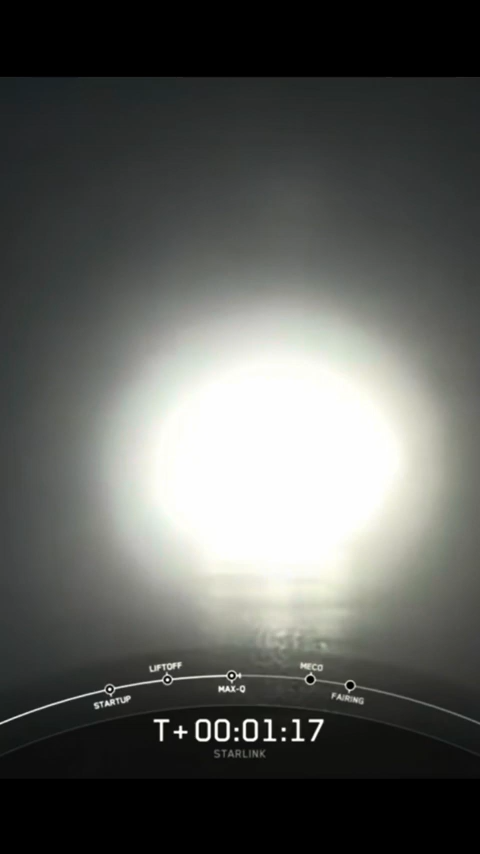 LIFTOFF
MECO
STARTUP
MAX-Q
FAIRING
T+00:01:17
STARLINK